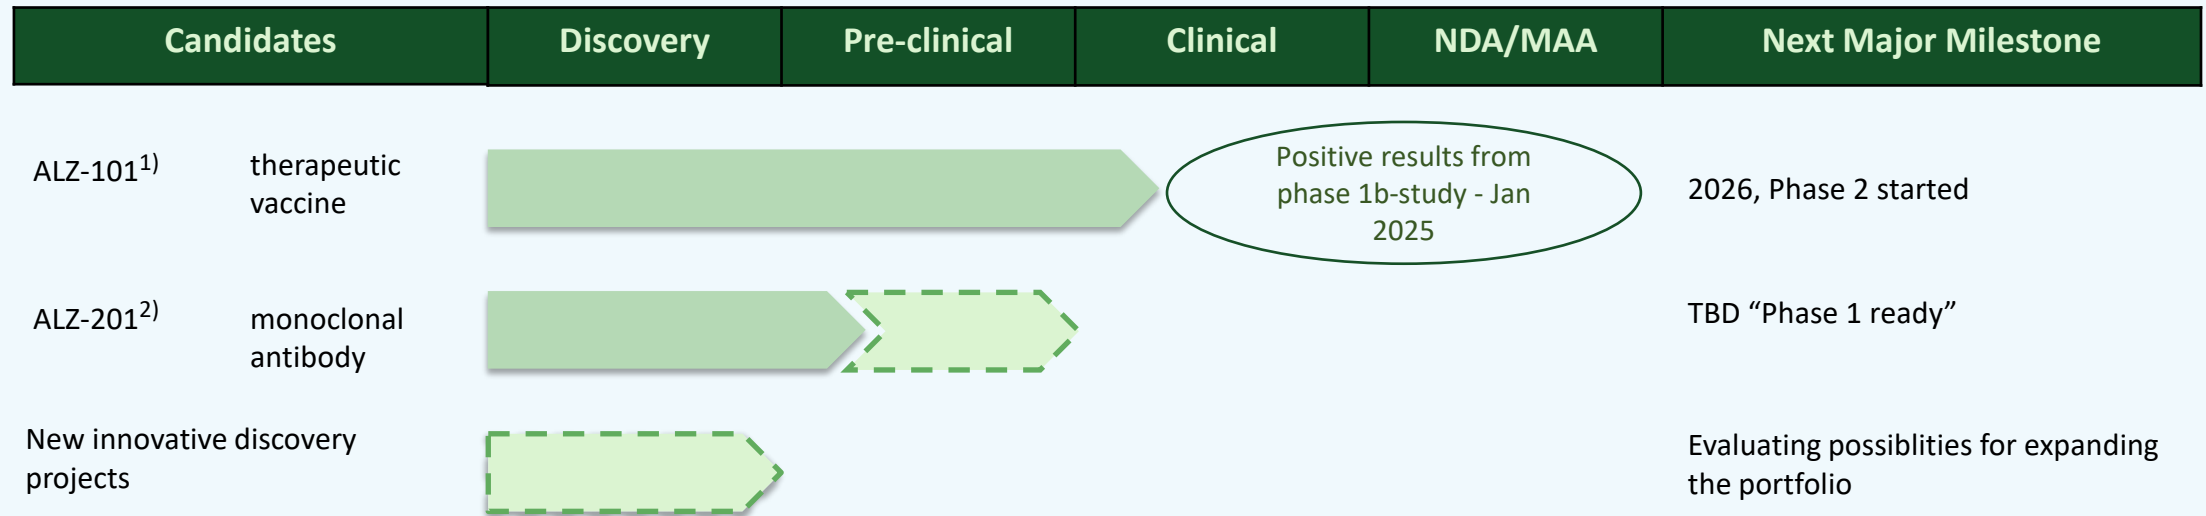 Candidates Discovery Pre-clinical Clinical NDA/MAA Next Major Milestone
ALZ-101¹⁾
therapeutic
vaccine
Positive results from
phase 1b-study - Jan
2025
2026, Phase 2 started
ALZ-201²⁾
monoclonal
antibody
TBD “Phase 1 ready”
New innovative discovery
projects
Evaluating possiblities for expanding
the portfolio